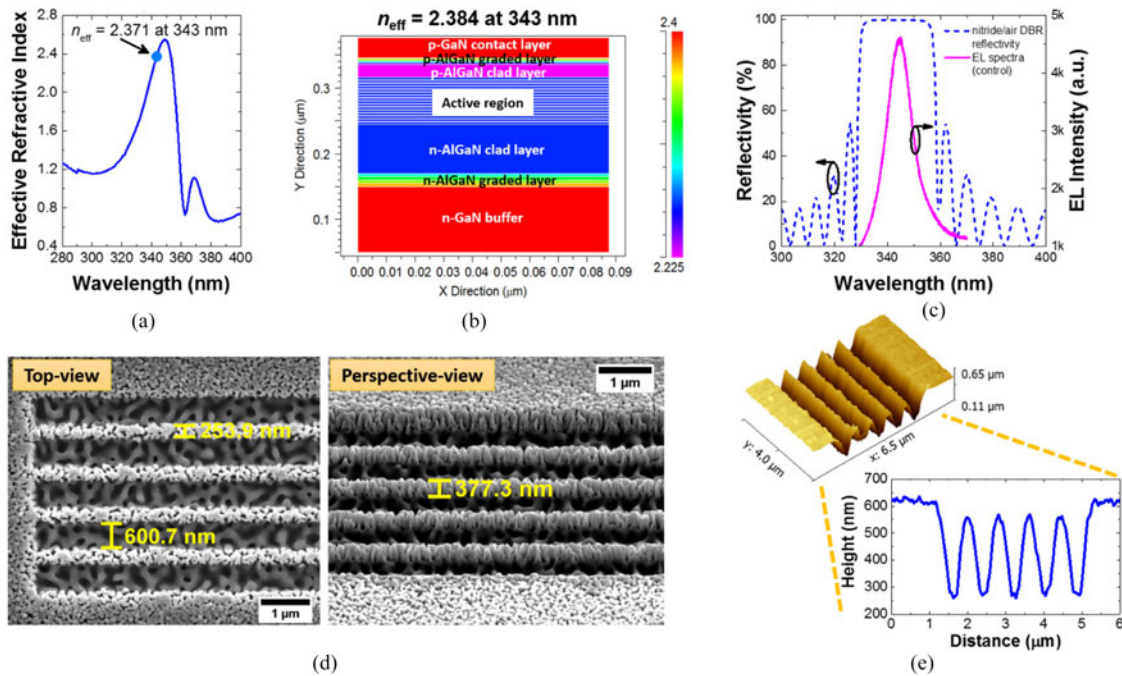 (a)
n_eff = 2.371 at 343 nm
Effective Refractive Index
2.8
2.4
2.0
1.6
1.2
0.8
0.4
280 300 320 340 360 380 400
Wavelength (nm)
n_eff = 2.384 at 343 nm
Y Direction (µm)
0.3
0.2
0.1
p-GaN contact layer
p-AlGaN graded layer
p-AlGaN clad layer
Active region
n-AlGaN clad layer
n-AlGaN graded layer
n-GaN buffer
0.00 0.01 0.02 0.03 0.04 0.05 0.06 0.07 0.08 0.09
X Direction (µm)
2.4
2.225
(b)
Reflectivity (%)
100
80
60
40
20
0
nitride/air DBR
reflectivity
EL spectra
(control)
5k
4k
3k
2k
1k
EL Intensity (a.u.)
300 320 340 360 380 400
Wavelength (nm)
(c)
Top-view
253.9 nm
600.7 nm
1 µm
Perspective-view
1 µm
377.3 nm
(d)
0.65 µm
0.11 µm
y: 4.0 µm
x: 6.5 µm
Height (nm)
700
600
500
400
300
200
0 1 2 3 4 5 6
Distance (µm)
(e)